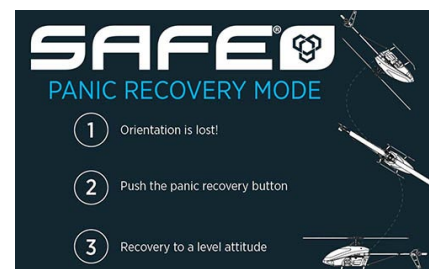 SAFE®
PANIC RECOVERY MODE
1 Orientation is lost!
2 Push the panic recovery button
3 Recovery to a level attitude